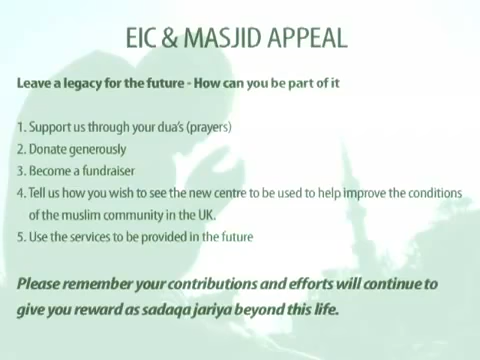 EIC & MASJID APPEAL
Leave a legacy for the future - How can you be part of it
1. Support us through your dua's (prayers)
2. Donate generously
3. Become a fundraiser
4. Tell us how you wish to see the new centre to be used to help improve the conditions
of the muslim community in the UK.
5. Use the services to be provided in the future
Please remember your contributions and efforts will continue to
give you reward as sadaqa jariya beyond this life.